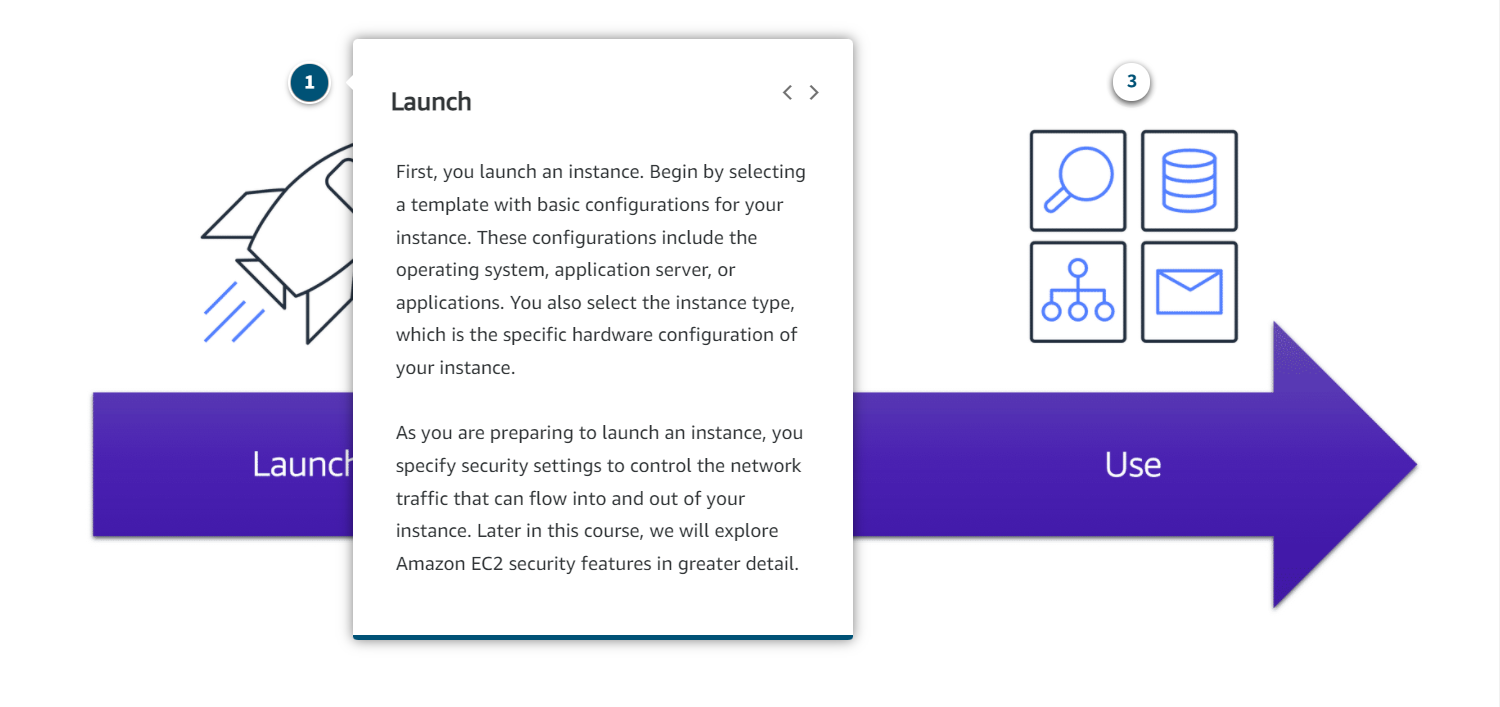 1
3
Launch
First, you launch an instance. Begin by selecting
a template with basic configurations for your
instance. These configurations include the
operating system, application server, or
applications. You also select the instance type,
which is the specific hardware configuration of
your instance.
As you are preparing to launch an instance, you
specify security settings to control the network
traffic that can flow into and out of your
instance. Later in this course, we will explore
Amazon EC2 security features in greater detail.
Launch
Use